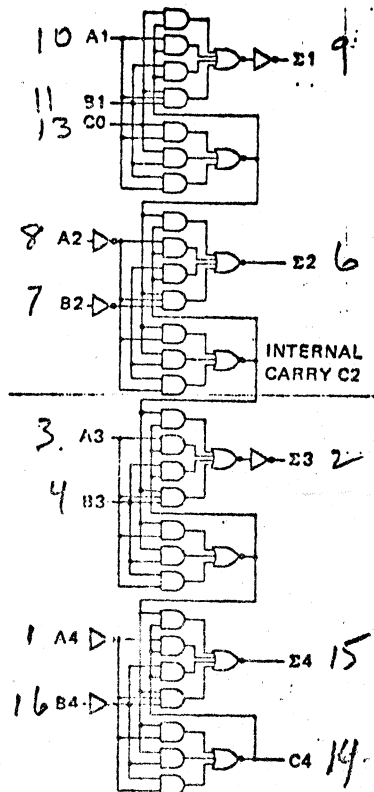 10 A1 Σ1 9
11 B1
13 C0
8 A2 Σ2 6
7 B2
INTERNAL
CARRY C2
3. A3 Σ3 2
4 B3
1 A4 Σ4 15
16 B4
C4 14.